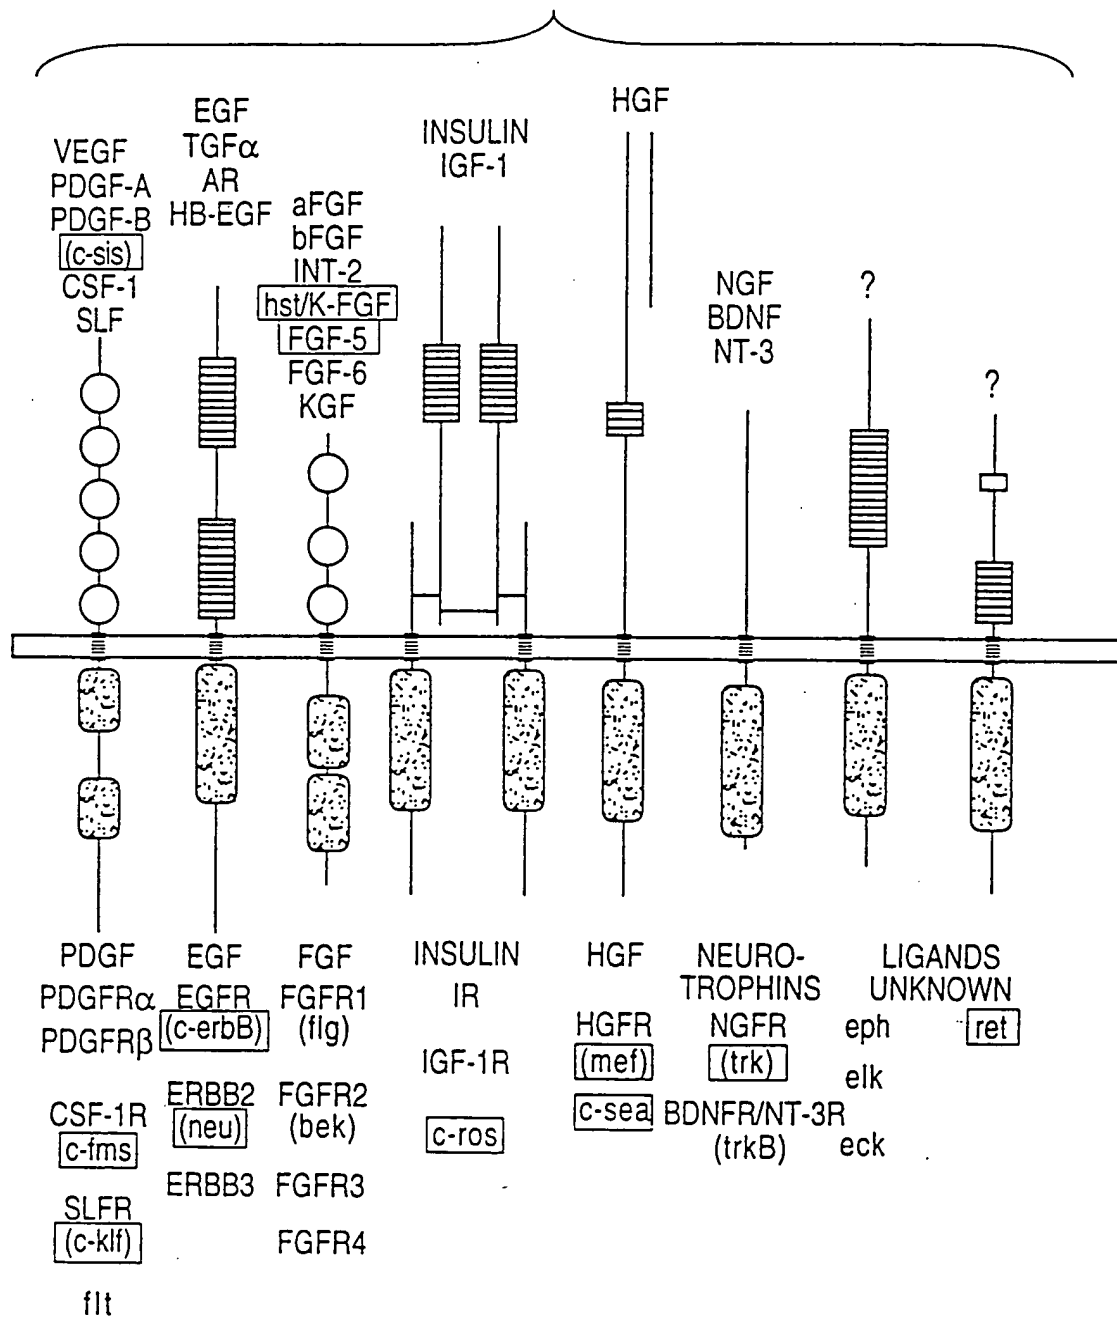 VEGF
PDGF-A
PDGF-B
(c-sis)
CSF-1
SLF
EGF
TGFα
AR
HB-EGF
aFGF
bFGF
INT-2
hst/K-FGF
FGF-5
FGF-6
KGF
INSULIN
IGF-1
HGF
NGF
BDNF
NT-3
?
?
PDGF
PDGFRα
PDGFRβ
CSF-1R
c-fms
SLFR
(c-klf)
flt
EGF
EGFR
(c-erbB)
ERBB2
(neu)
ERBB3
FGF
FGFR1
(flg)
FGFR2
(bek)
FGFR3
FGFR4
INSULIN
IR
IGF-1R
c-ros
HGF
HGFR
(mef)
c-sea
NEURO-
TROPHINS
NGFR
(trk)
BDNFR/NT-3R
(trkB)
LIGANDS
UNKNOWN
eph
elk
eck
ret